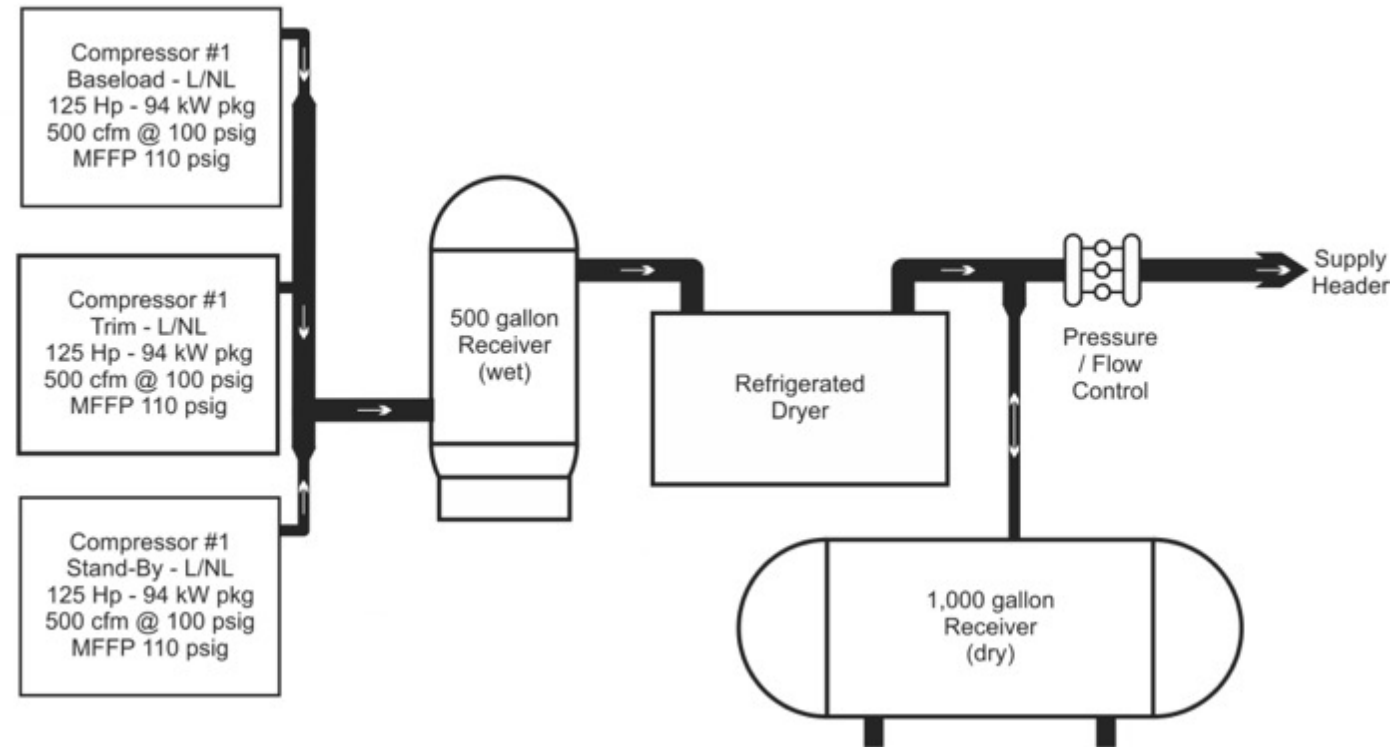 Compressor #1
Baseload - L/NL
125 Hp - 94 kW pkg
500 cfm @ 100 psig
MFFP 110 psig
Compressor #1
Trim - L/NL
125 Hp - 94 kW pkg
500 cfm @ 100 psig
MFFP 110 psig
Compressor #1
Stand-By - L/NL
125 Hp - 94 kW pkg
500 cfm @ 100 psig
MFFP 110 psig
500 gallon
Receiver
(wet)
Refrigerated
Dryer
Pressure
/ Flow
Control
Supply
Header
1,000 gallon
Receiver
(dry)